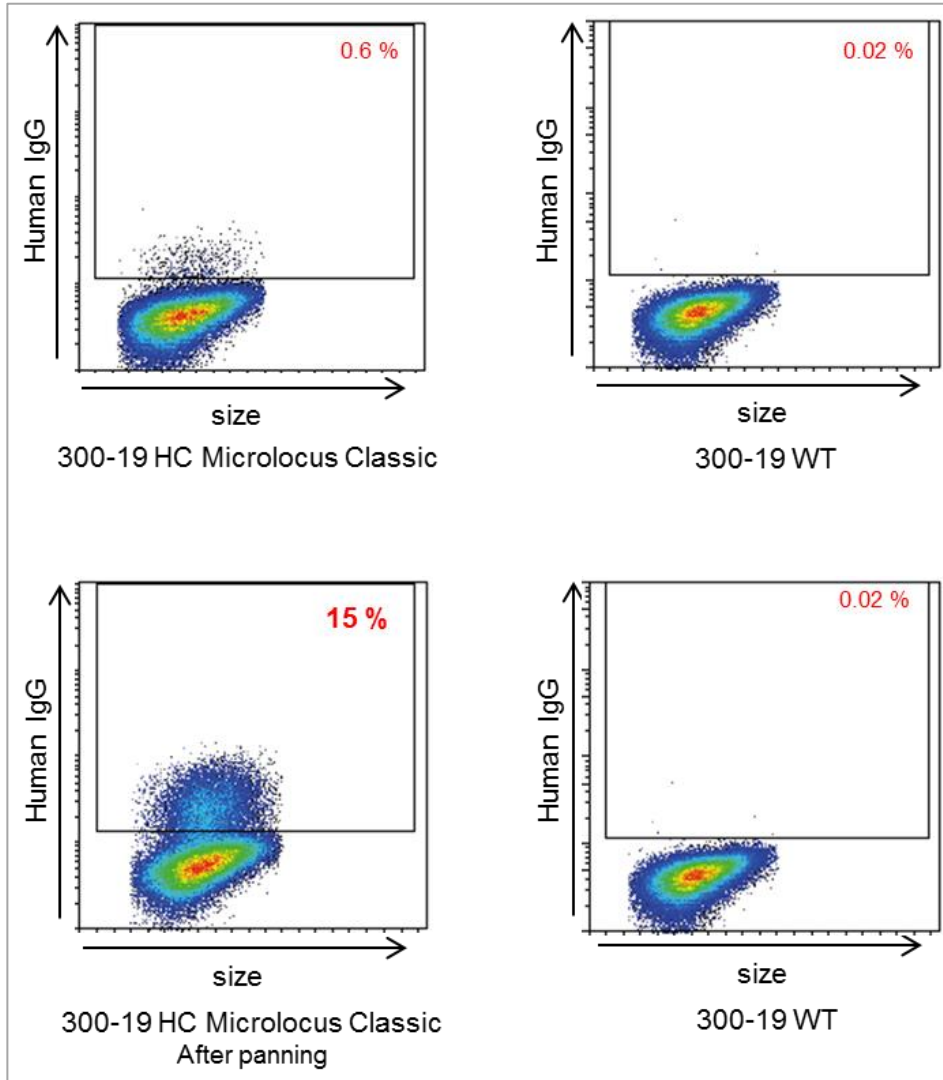 0.6 %
Human IgG
size
300-19 HC Microlocus Classic
0.02 %
Human IgG
size
300-19 WT
15 %
Human IgG
size
300-19 HC Microlocus Classic
After panning
0.02 %
Human IgG
size
300-19 WT